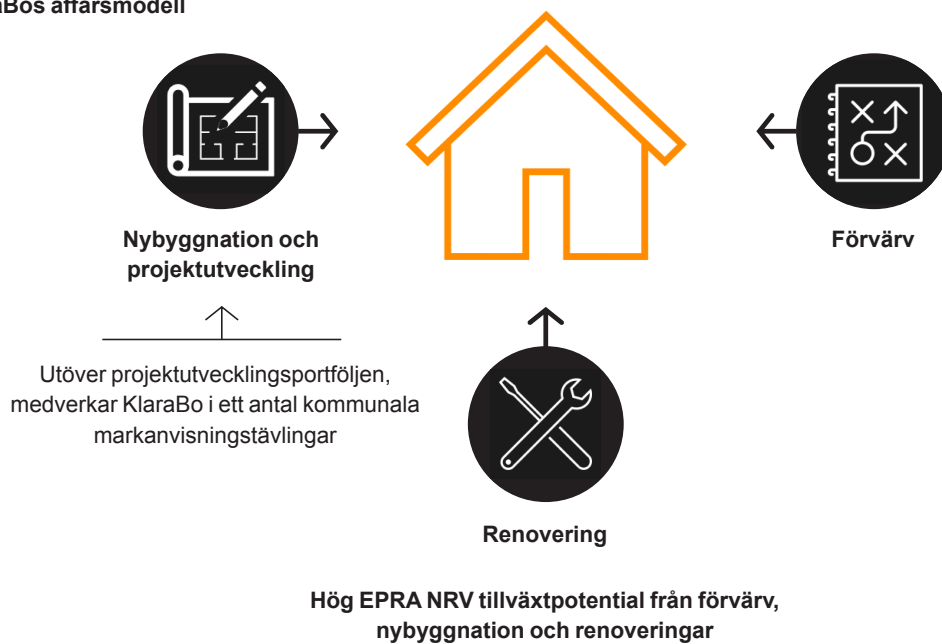 affärsmodell
Nybyggnation och
projektutveckling
Förvärv
Utöver projektutvecklingsportföljen,
medverkar KlaraBo i ett antal kommunala
markanvisningstävlingar
Renovering
Hög EPRA NRV tillväxtpotential från förvärv,
nybyggnation och renoveringar